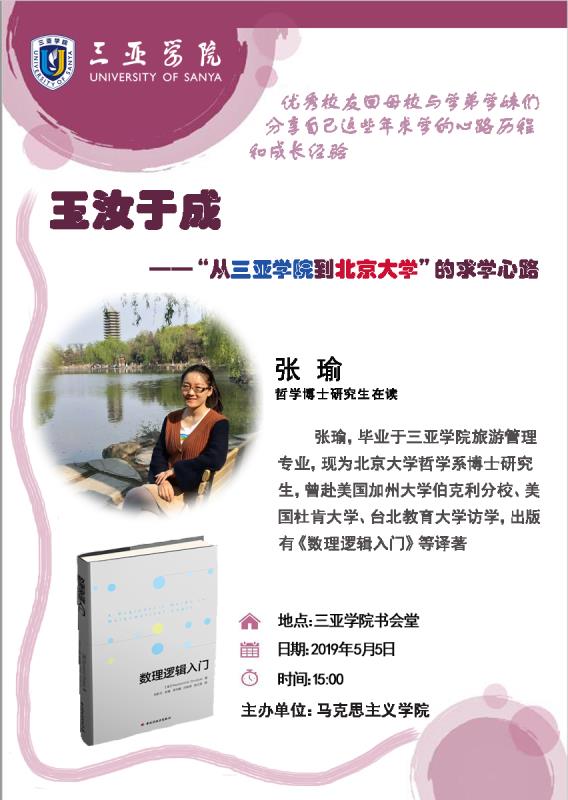 三亚学院
UNIVERSITY OF SANYA
优秀校友回母校与学弟学妹们
分享自己这些年求学的心路历程
和成长经验
玉汝于成
——“从三亚学院到北京大学”的求学心路
张 瑜
哲学博士研究生在读
张瑜，毕业于三亚学院旅游管理
专业，现为北京大学哲学系博士研究
生，曾赴美国加州大学伯克利分校、美
国杜肯大学、台北教育大学访学，出版
有《数理逻辑入门》等译著
数理逻辑入门
地点：三亚学院书会堂
日期：2019年5月5日
时间：15:00
主办单位：马克思主义学院